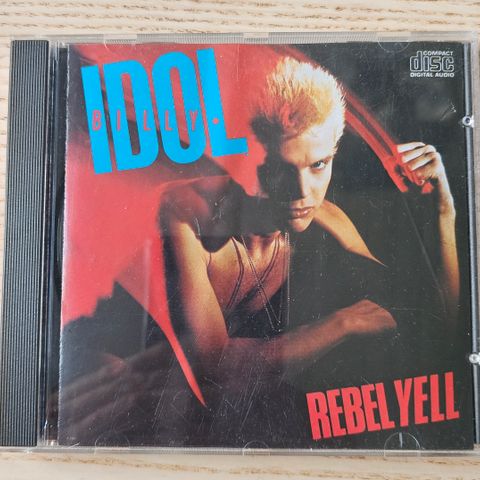 IDOL
BILLY.
COMPACT
disc
DIGITAL AUDIO
REBEL YELL